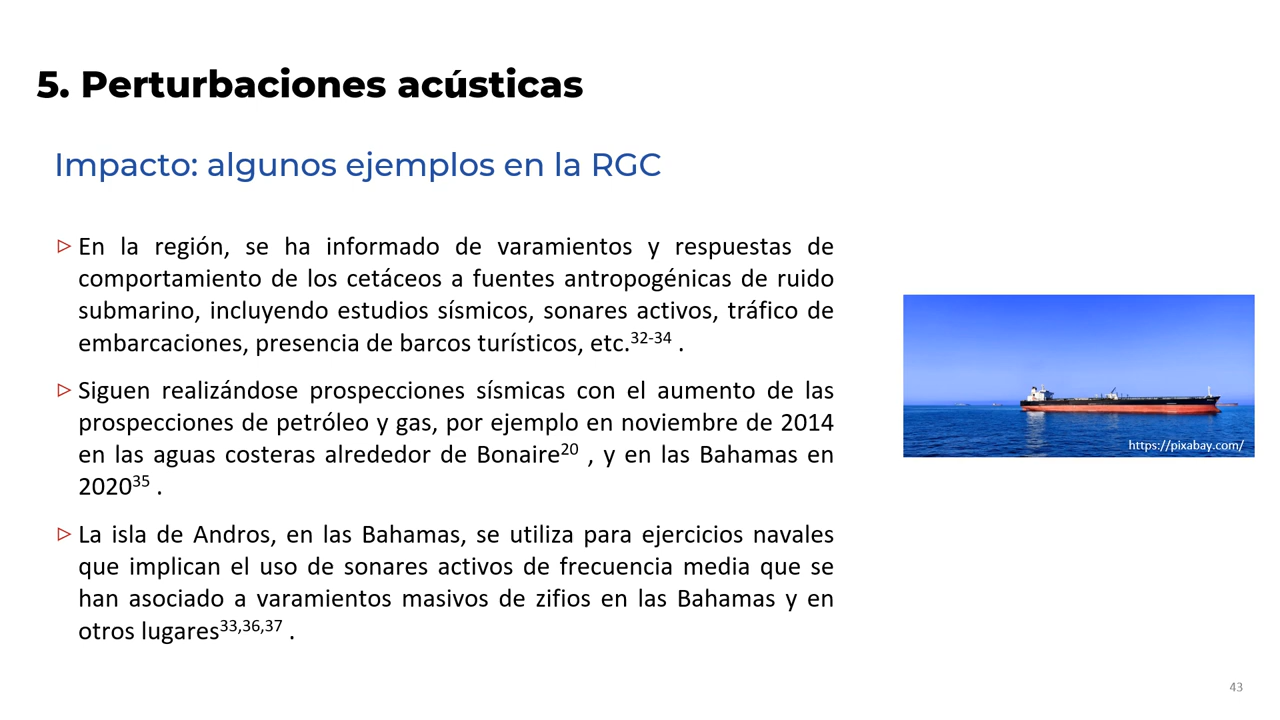 5. Perturbaciones acústicas
Impacto: algunos ejemplos en la RGC
▷ En la región, se ha informado de varamientos y respuestas de
comportamiento de los cetáceos a fuentes antropogénicas de ruido
submarino, incluyendo estudios sísmicos, sonares activos, tráfico de
embarcaciones, presencia de barcos turísticos, etc.32-34 .
▷ Siguen realizándose prospecciones sísmicas con el aumento de las
prospecciones de petróleo y gas, por ejemplo en noviembre de 2014
en las aguas costeras alrededor de Bonaire20 , y en las Bahamas en
202035 .
▷ La isla de Andros, en las Bahamas, se utiliza para ejercicios navales
que implican el uso de sonares activos de frecuencia media que se
han asociado a varamientos masivos de zifios en las Bahamas y en
otros lugares33,36,37 .
https://pixabay.com/
43